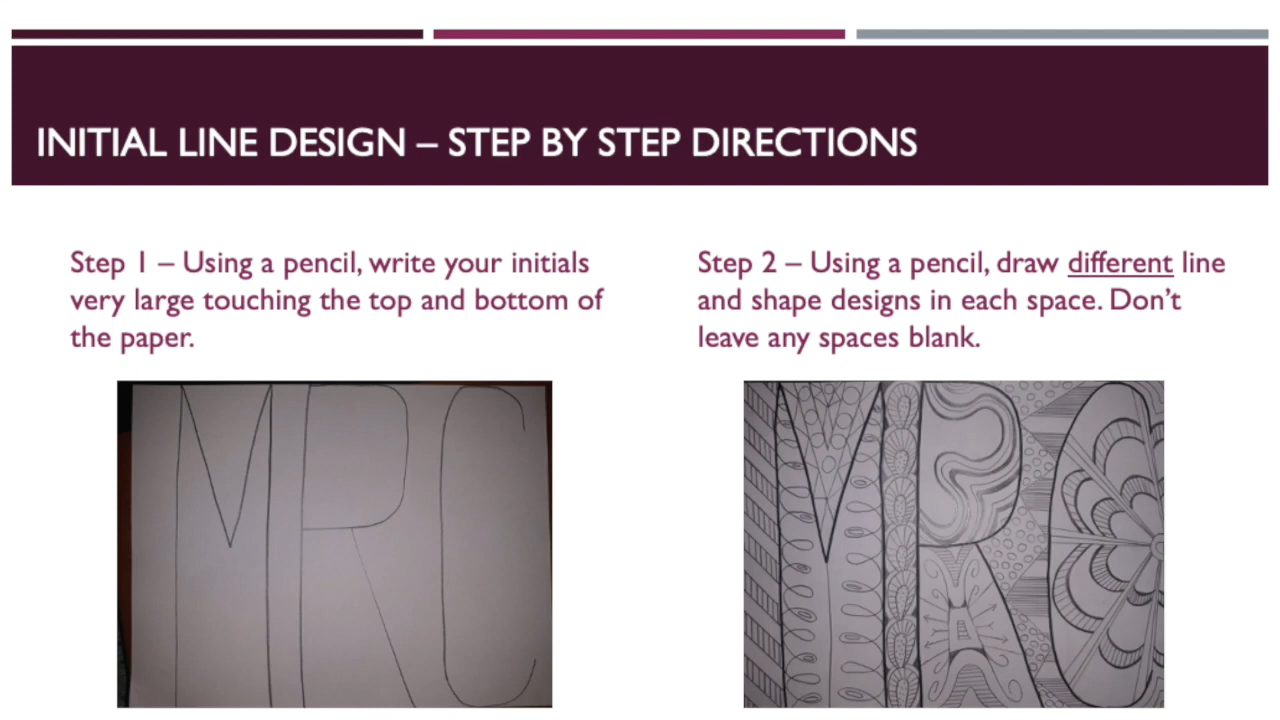 INITIAL LINE DESIGN – STEP BY STEP DIRECTIONS
Step 1 – Using a pencil, write your initials
very large touching the top and bottom of
the paper.
Step 2 – Using a pencil, draw different line
and shape designs in each space. Don’t
leave any spaces blank.
MRC
MRC